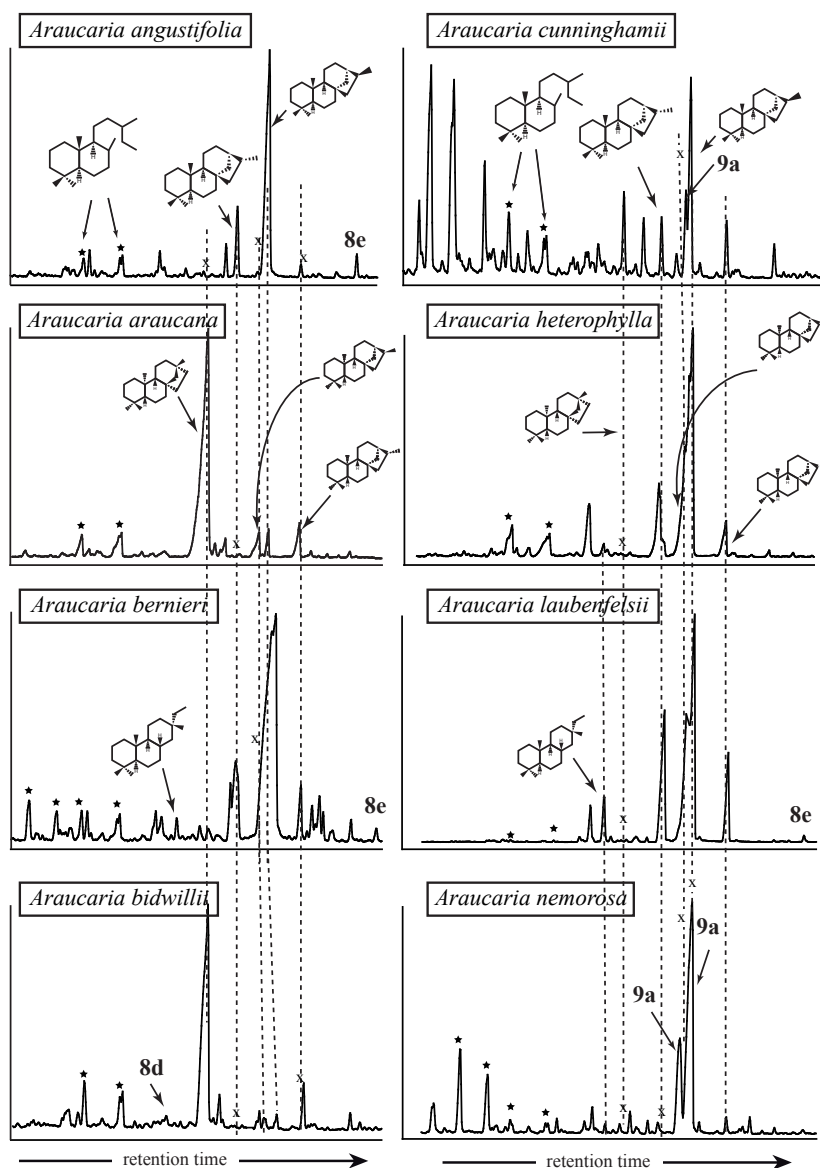 Araucaria angustifolia
Araucaria cunninghamii
x
x
x
x
8e
9a
Araucaria araucana
Araucaria heterophylla
x
x
Araucaria bernieri
Araucaria laubenfelsii
x
x
8e
8e
Araucaria bidwillii
Araucaria nemorosa
x
x
9a
9a
8d
x
x
x
x
retention time
retention time